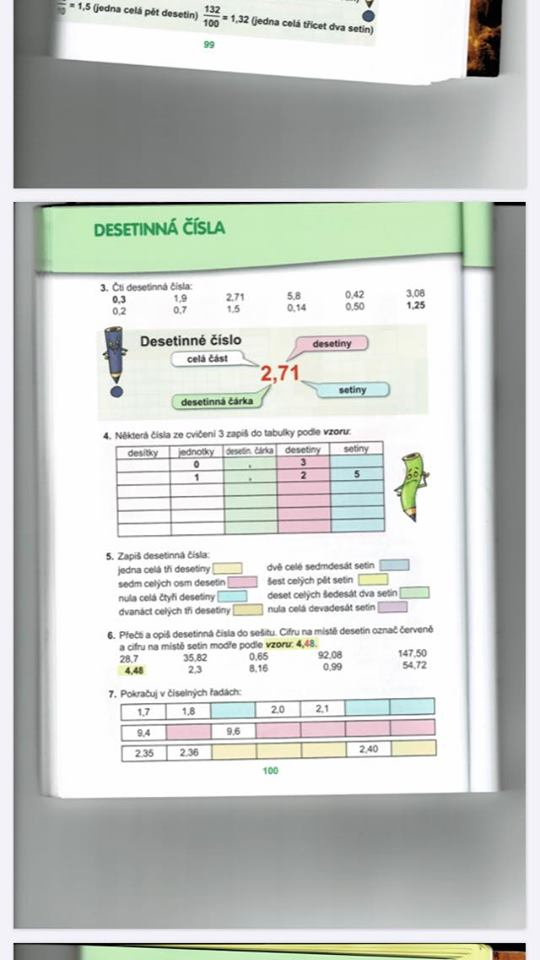 = 1,5 (jedna celá pět desetin) 132/100 = 1,32 (jedna celá třicet dva setin)
99
DESETINNÁ ČÍSLA
3. Čti desetinná čísla:
0,3 1,9 2,71 5,8 0,42 3,08
0,2 0,7 1,5 0,14 0,50 1,25
Desetinné číslo
desetiny
celá část
2,71
setiny
desetinná čárka
4. Některá čísla ze cvičení 3 zapiš do tabulky podle vzoru:
desítky jednotky desetin. čárka desetiny setiny
0 , 3
1 , 2 5
5. Zapiš desetinná čísla:
jedna celá tři desetiny dvě celé sedmdesát setin
sedm celých osm desetin šest celých pět setin
nula celá čtyři desetiny deset celých šedesát dva setin
dvanáct celých tři desetiny nula celá devadesát setin
6. Přečti a opiš desetinná čísla do sešitu. Cifru na místě desetin označ červeně
a cifru na místě setin modře podle vzoru: 4,48.
28,7 35,82 0,65 92,08 147,50
4,48 2,3 8,16 0,99 54,72
7. Pokračuj v číselných řadách:
1,7 1,8 2,0 2,1
9,4 9,6
2,35 2,36 2,40
100